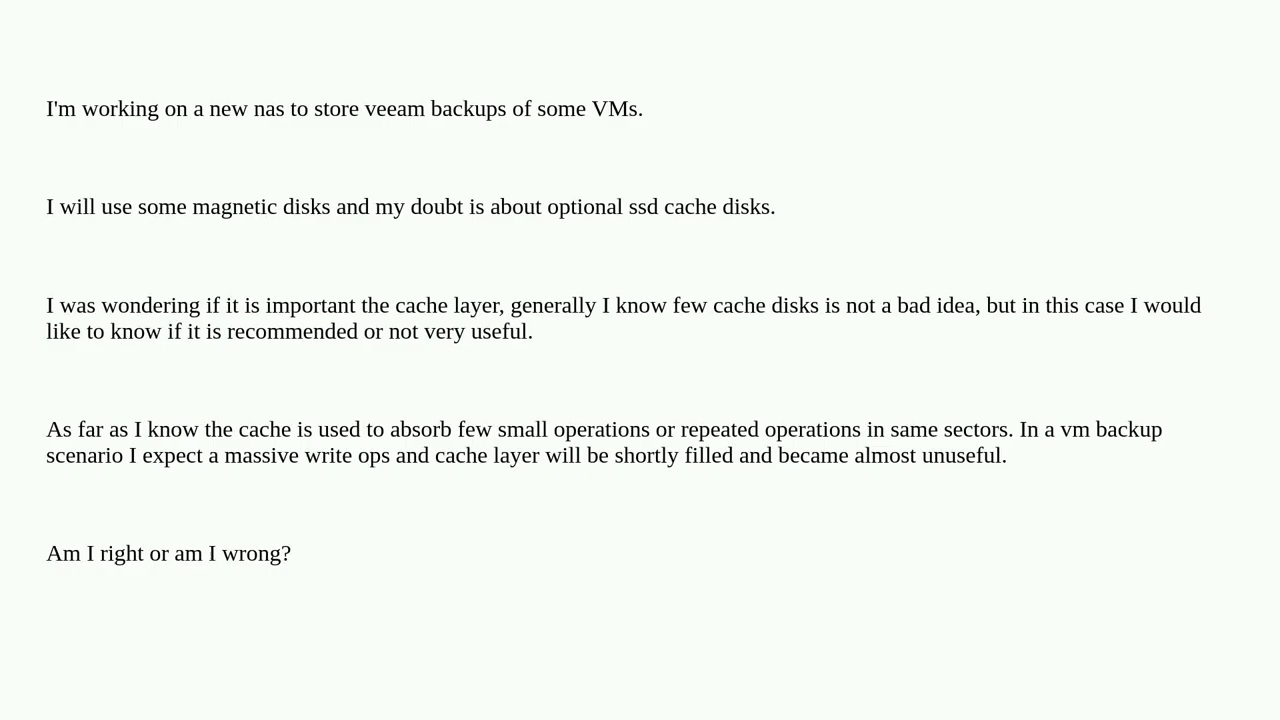 I'm working on a new nas to store veeam backups of some VMs.
I will use some magnetic disks and my doubt is about optional ssd cache disks.
I was wondering if it is important the cache layer, generally I know few cache disks is not a bad idea, but in this case I would
like to know if it is recommended or not very useful.
As far as I know the cache is used to absorb few small operations or repeated operations in same sectors. In a vm backup
scenario I expect a massive write ops and cache layer will be shortly filled and became almost unuseful.
Am I right or am I wrong?